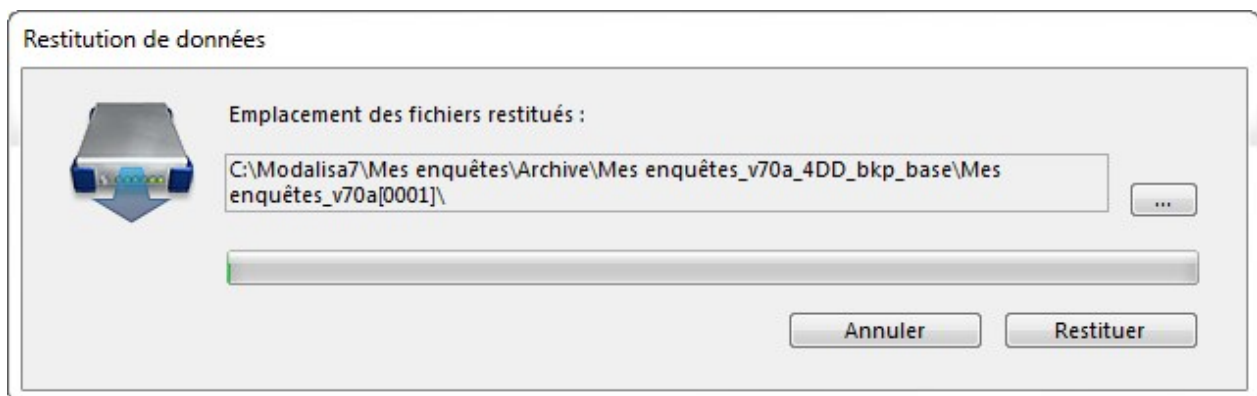 Restitution de données
Emplacement des fichiers restitués :
C:\Modalisa7\Mes enquêtes\Archive\Mes enquêtes_v70a_4DD_bkp_base\Mes
enquêtes_v70a[0001]\
...
Annuler
Restituer